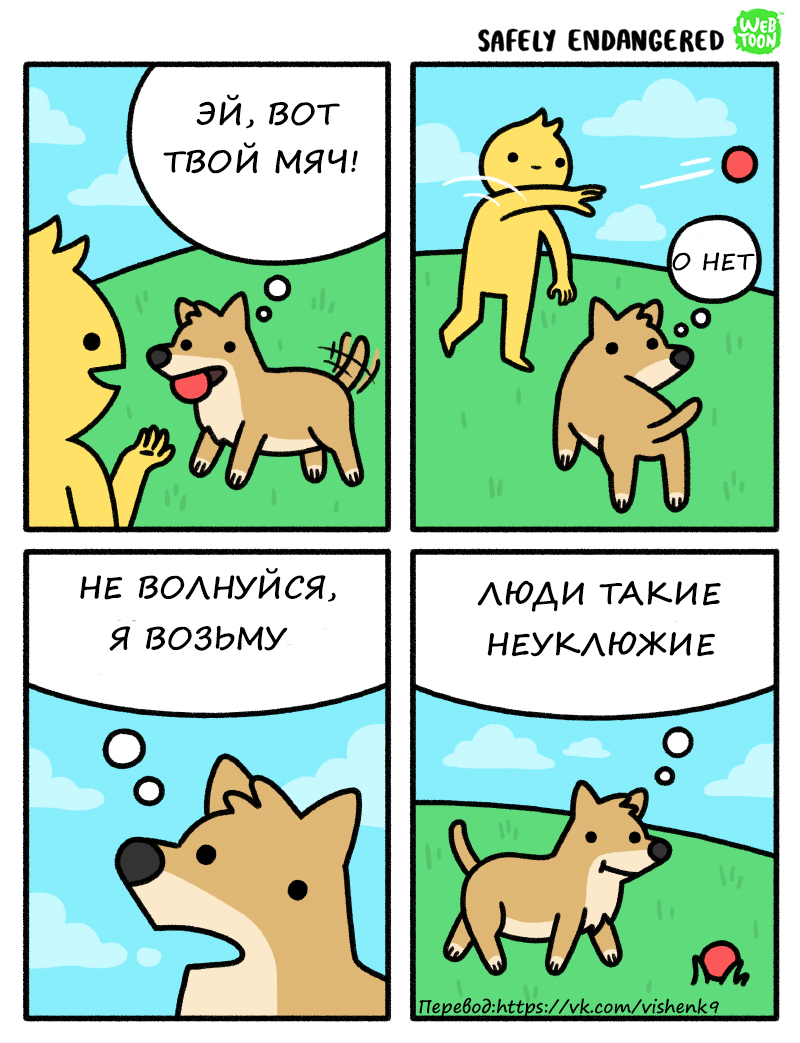 SAFELY ENDANGERED
WEB
TOON
ЭЙ, ВОТ
ТВОЙ МЯЧ!
О НЕТ
НЕ ВОЛНУЙСЯ,
Я ВОЗЬМУ
ЛЮДИ ТАКИЕ
НЕУКЛЮЖИЕ
Перевод:https://vk.com/vishenk9